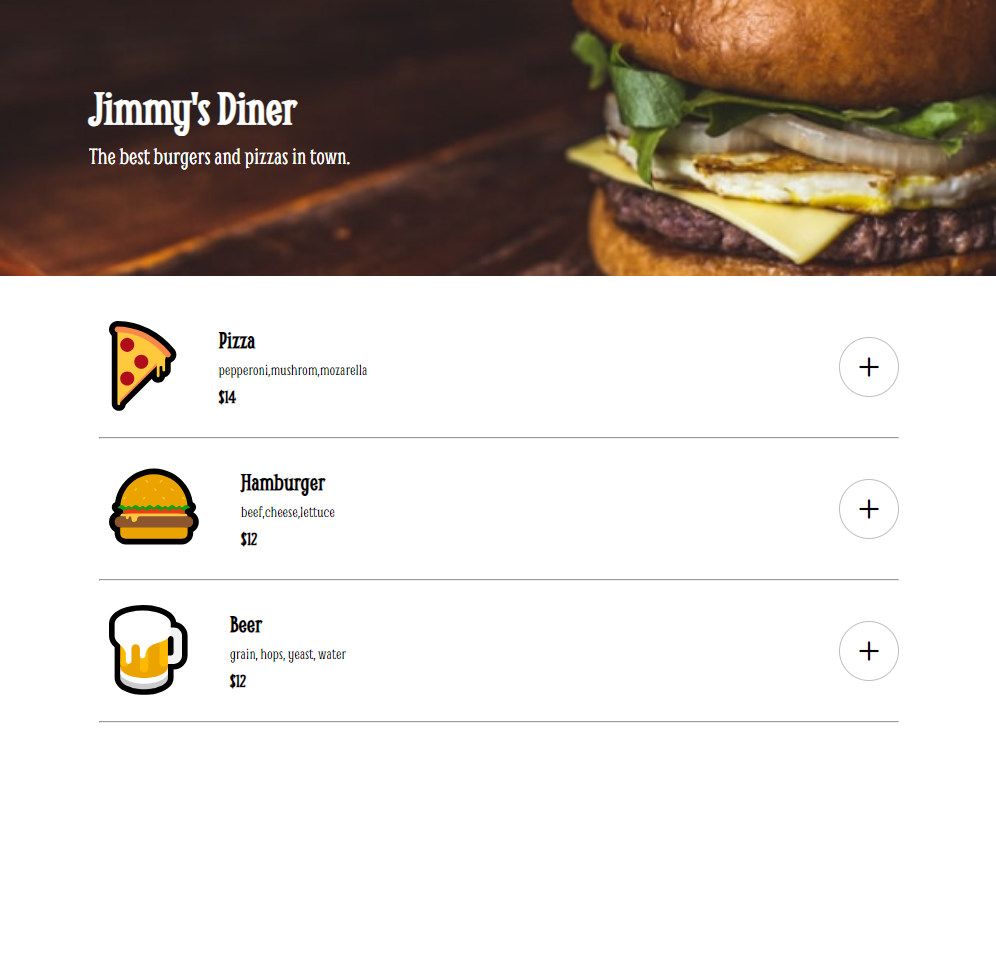 Jimmy's Diner
The best burgers and pizzas in town.
Pizza
pepperoni,mushrom,mozarella
$14
Hamburger
beef,cheese,lettuce
$12
Beer
grain, hops, yeast, water
$12